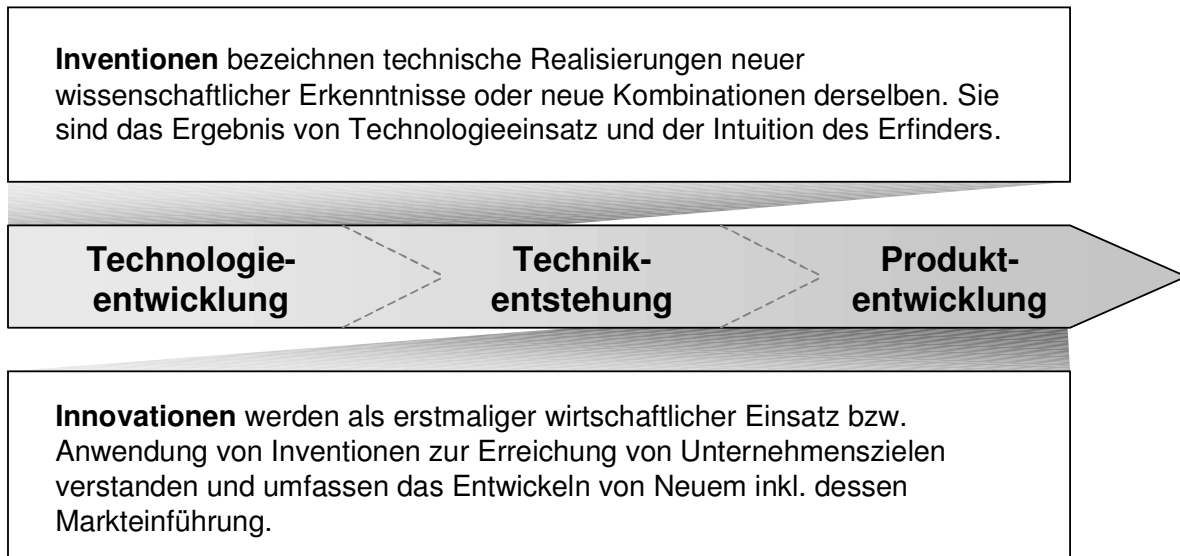 Inventionen bezeichnen technische Realisierungen neuer
wissenschaftlicher Erkenntnisse oder neue Kombinationen derselben. Sie
sind das Ergebnis von Technologieeinsatz und der Intuition des Erfinders.
Technologie-
entwicklung
Technik-
entstehung
Produkt-
entwicklung
Innovationen werden als erstmaliger wirtschaftlicher Einsatz bzw.
Anwendung von Inventionen zur Erreichung von Unternehmenszielen
verstanden und umfassen das Entwickeln von Neuem inkl. dessen
Markteinführung.